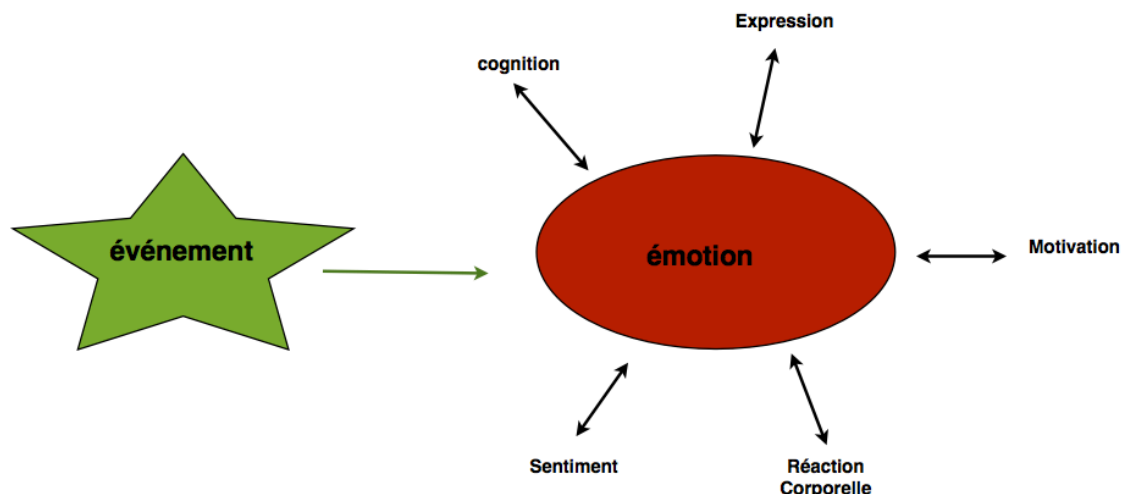 Expression
cognition
événement
émotion
Motivation
Sentiment
Réaction
Corporelle